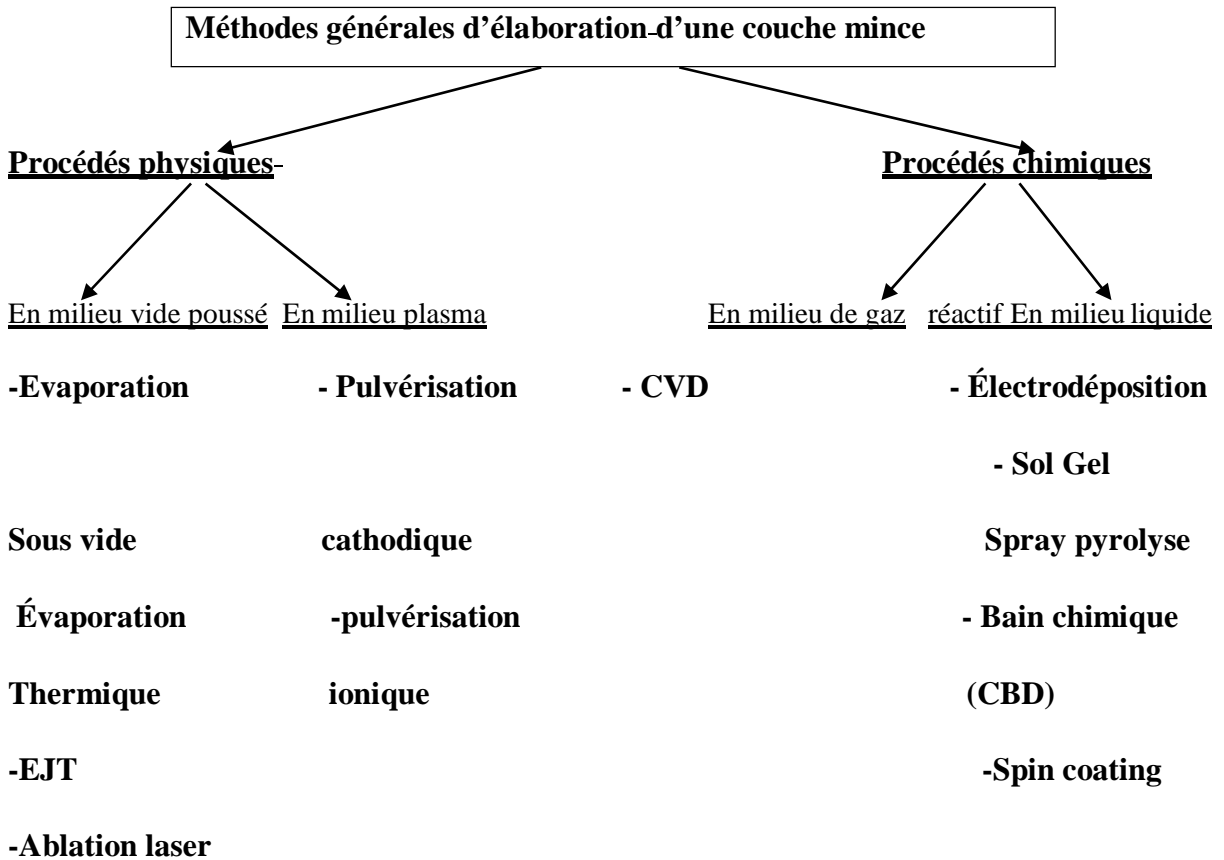 Méthodes générales d’élaboration-d’une couche mince
Procédés physiques- Procédés chimiques
En milieu vide poussé En milieu plasma En milieu de gaz réactif En milieu liquide
-Evaporation - Pulvérisation - CVD - Électrodéposition
- Sol Gel
Sous vide cathodique Spray pyrolyse
Évaporation -pulvérisation - Bain chimique
Thermique ionique (CBD)
-EJT -Spin coating
-Ablation laser